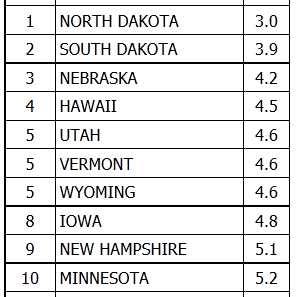 1 NORTH DAKOTA 3.0
2 SOUTH DAKOTA 3.9
3 NEBRASKA 4.2
4 HAWAII 4.5
5 UTAH 4.6
5 VERMONT 4.6
5 WYOMING 4.6
8 IOWA 4.8
9 NEW HAMPSHIRE 5.1
10 MINNESOTA 5.2